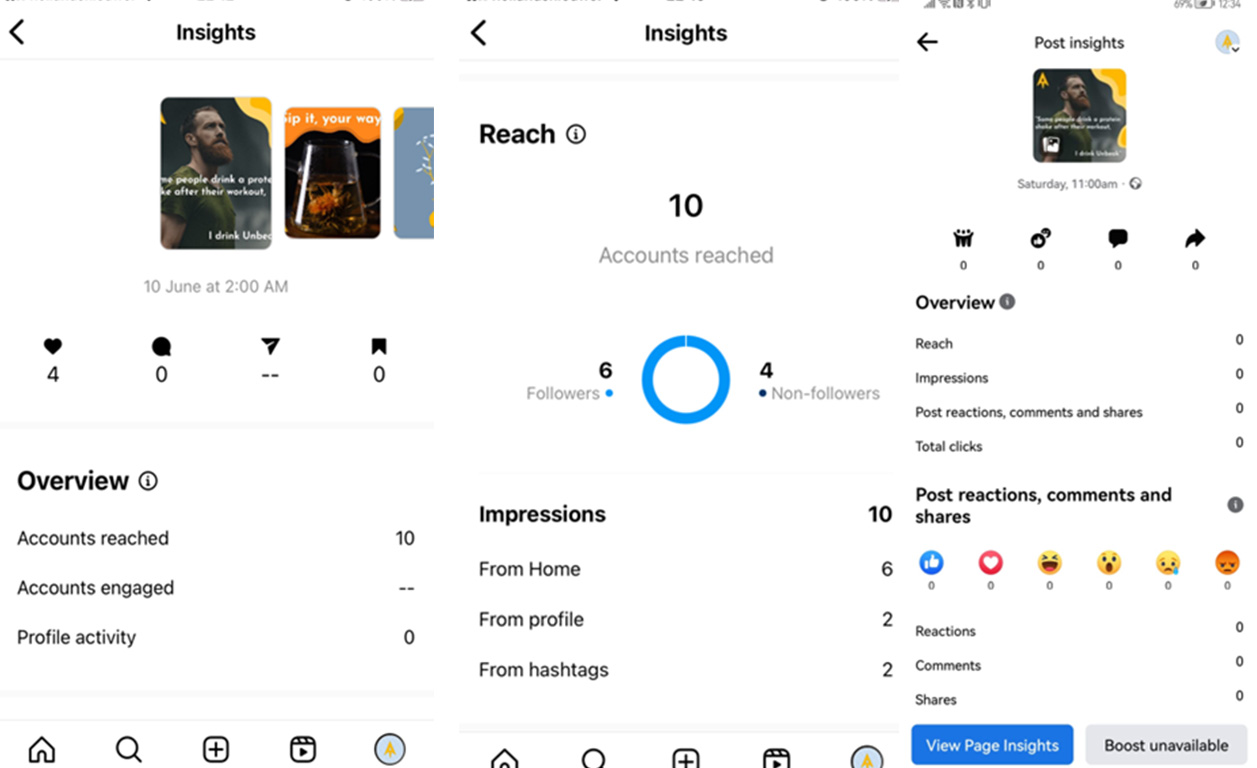 Insights
ip it, your way
me people drink a prote
ke after their workout,
I drink Unbec
10 June at 2:00 AM
4
0
--
0
Overview
Accounts reached
10
Accounts engaged
--
Profile activity
0
Insights
Reach
10
Accounts reached
6
Followers
4
Non-followers
Impressions
10
From Home
6
From profile
2
From hashtags
2
69%
12:34
Post insights
"Some people drink a protein
shake after their workout,
I drink Unbeck
Saturday, 11:00am ·
0
0
0
0
Overview
Reach
0
Impressions
0
Post reactions, comments and shares
0
Total clicks
0
Post reactions, comments and
shares
0
0
0
0
0
0
Reactions
0
Comments
0
Shares
0
View Page Insights
Boost unavailable